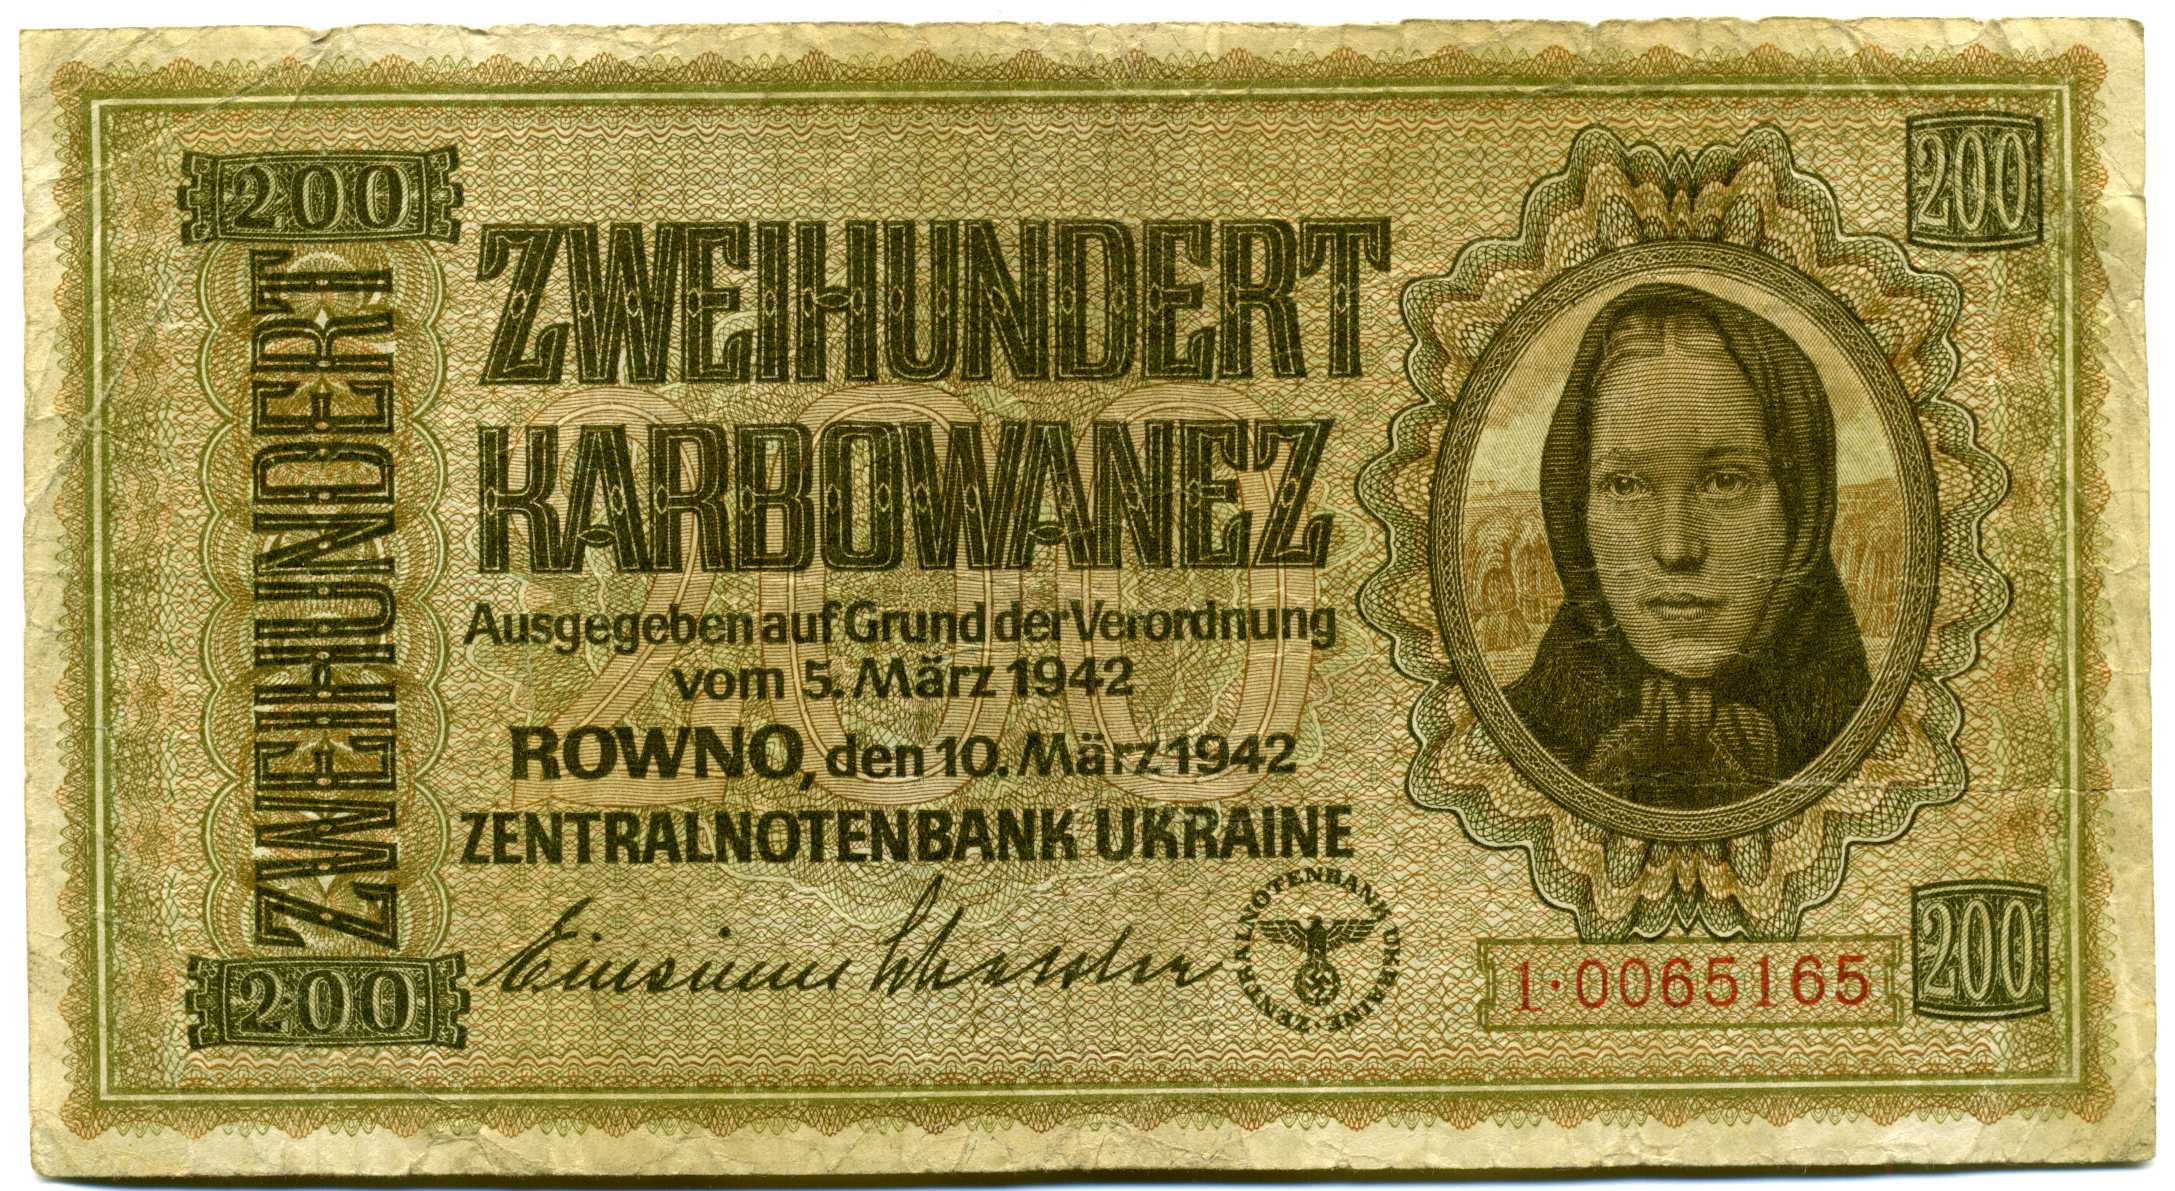 200
200
ZWEIHUNDERT
ZWEIHUNDERT
KARBOWANEZ
200
Ausgegeben auf Grund der Verordnung
vom 5. März 1942
ROWNO, den 10. März 1942
ZENTRALNOTENBANK UKRAINE
ZENTRALNOTENBANK UKRAINE
1·0065165
200
200